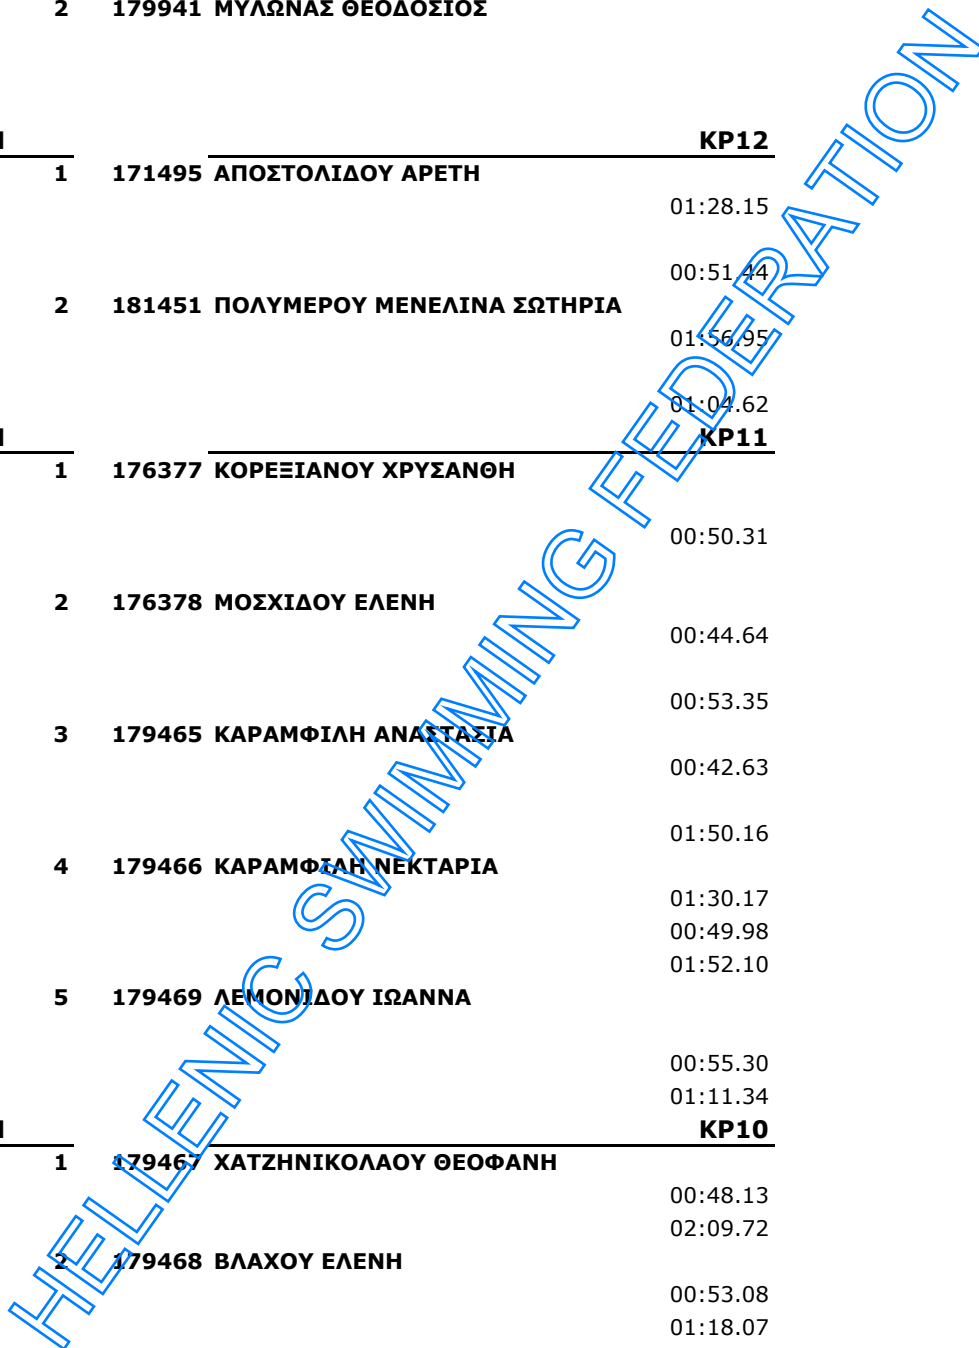 2 179941 ΜΥΛΩΝΑΣ ΘΕΟΔΟΣΙΟΣ
ΚΡ12
1 171495 ΑΠΟΣΤΟΛΙΔΟΥ ΑΡΕΤΗ
01:28.15
00:51.44
2 181451 ΠΟΛΥΜΕΡΟΥ ΜΕΝΕΛΙΝΑ ΣΩΤΗΡΙΑ
01:56.95
01:04.62
ΚΡ11
1 176377 ΚΟΡΕΞΙΑΝΟΥ ΧΡΥΣΑΝΘΗ
00:50.31
2 176378 ΜΟΣΧΙΔΟΥ ΕΛΕΝΗ
00:44.64
00:53.35
3 179465 ΚΑΡΑΜΦΙΛΗ ΑΝΑΣΤΑΣΙΑ
00:42.63
01:50.16
4 179466 ΚΑΡΑΜΦΙΛΗ ΝΕΚΤΑΡΙΑ
01:30.17
00:49.98
01:52.10
5 179469 ΛΕΜΟΝΙΔΟΥ ΙΩΑΝΝΑ
00:55.30
01:11.34
ΚΡ10
1 179467 ΧΑΤΖΗΝΙΚΟΛΑΟΥ ΘΕΟΦΑΝΗ
00:48.13
02:09.72
2 179468 ΒΛΑΧΟΥ ΕΛΕΝΗ
00:53.08
01:18.07
HELLENIC SWIMMING FEDERATION